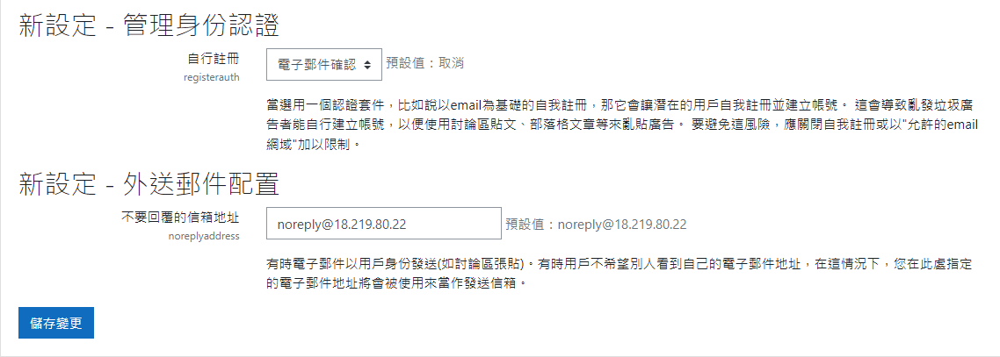 新設定 - 管理身份認證
自行註冊
registerauth
電子郵件確認 預設值：取消
當選用一個認證套件，比如說以email為基礎的自我註冊，那它會讓潛在的用戶自我註冊並建立帳號。 這會導致亂發垃圾廣
告者能自行建立帳號，以便使用討論區貼文、部落格文章等來亂貼廣告。 要避免這風險，應關閉自我註冊或以"允許的email
網域"加以限制。
新設定 - 外送郵件配置
不要回覆的信箱地址
noreplyaddress
noreply@18.219.80.22 預設值：noreply@18.219.80.22
有時電子郵件以用戶身份發送(如討論區張貼)。有時用戶不希望別人看到自己的電子郵件地址，在這情況下，您在此處指定
的電子郵件地址將會被使用來當作發送信箱。
儲存變更